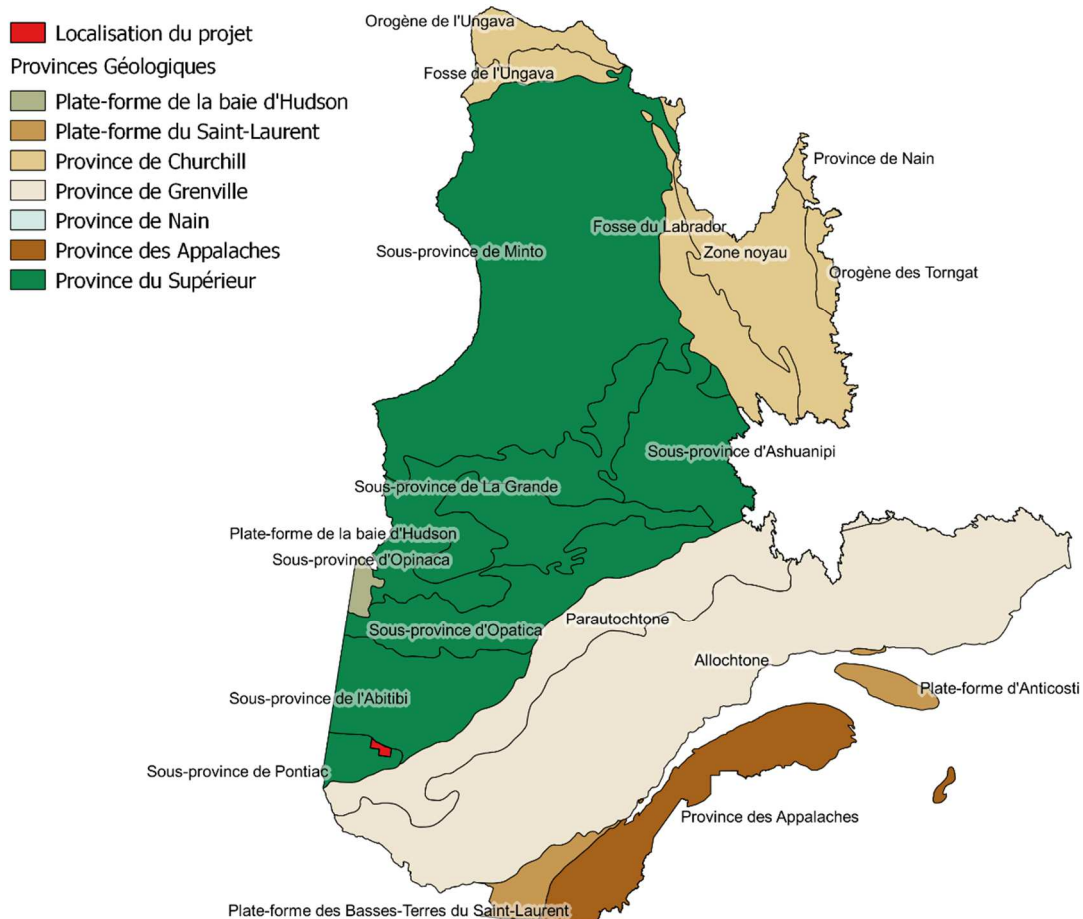 Localisation du projet
Provinces Géologiques
Plate-forme de la baie d'Hudson
Plate-forme du Saint-Laurent
Province de Churchill
Province de Grenville
Province de Nain
Province des Appalaches
Province du Supérieur
Orogène de l'Ungava
Fosse de l'Ungava
Province de Nain
Fosse du Labrador
Sous-province de Minto
Zone noyau
Orogène des Torngat
Sous-province d'Ashuanipi
Sous-province de La Grande
Plate-forme de la baie d'Hudson
Sous-province d'Opinaca
Parautochtone
Sous-province d'Opatica
Allochtone
Plate-forme d'Anticosti
Sous-province de l'Abitibi
Sous-province de Pontiac
Province des Appalaches
Plate-forme des Basses-Terres du Saint-Laurent